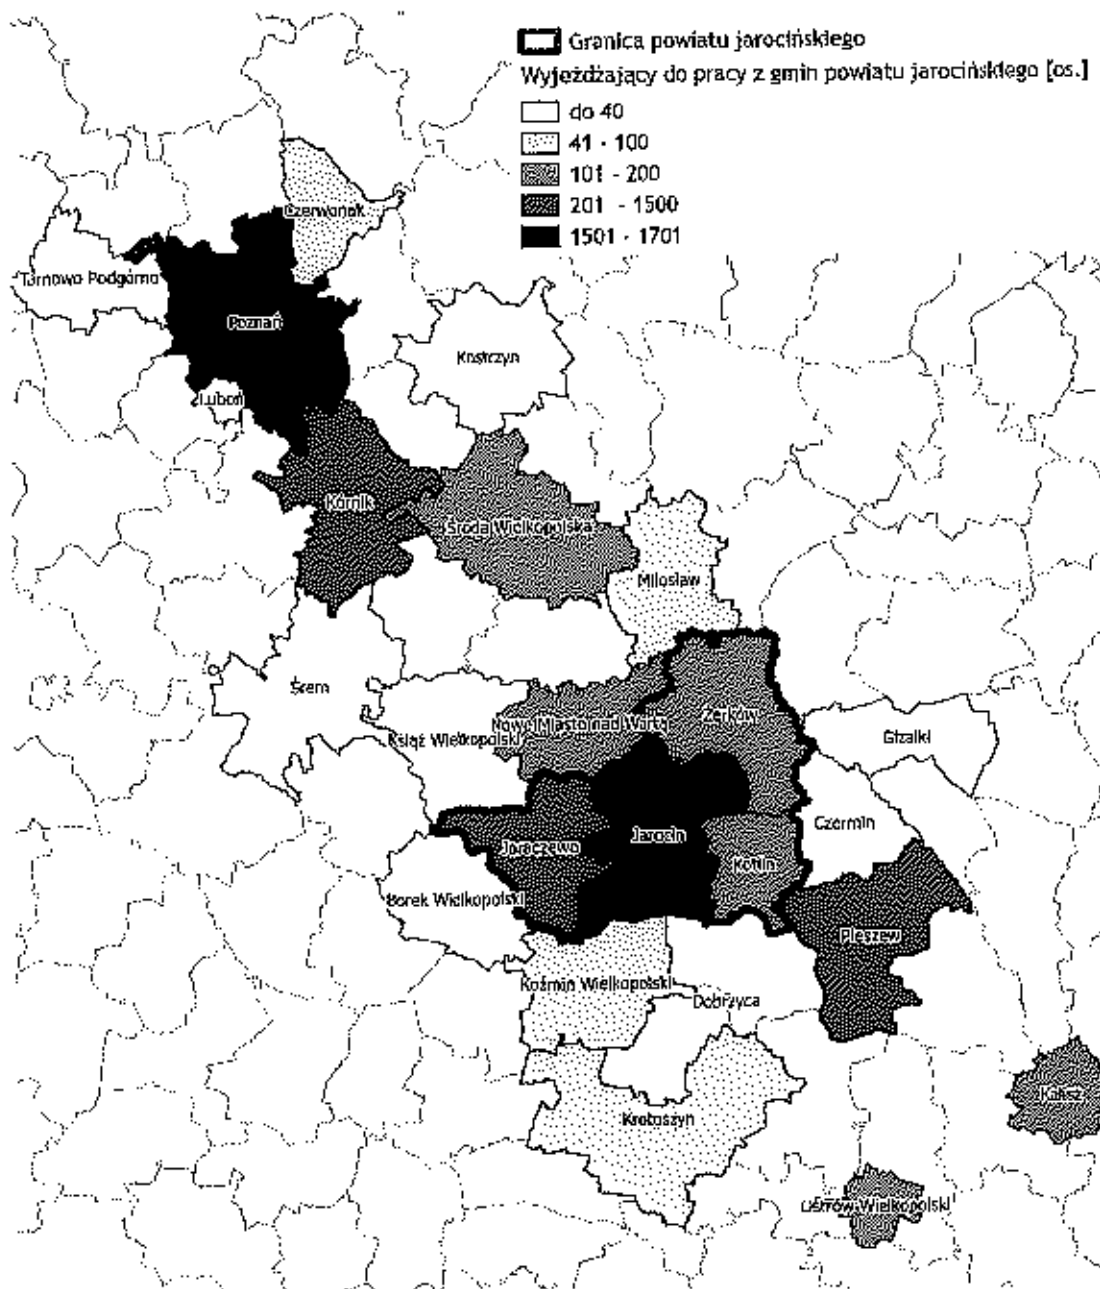 Granica powiatu jarocińskiego
Wyjeżdżający do pracy z gmin powiatu jarocińskiego [os.]
do 40
41 - 100
101 - 200
201 - 1500
1501 - 1701
Czerwonak
Tarnowo Podgórne
Poznań
Kostrzyn
Luboń
Kórnik
Środa Wielkopolska
Miłosław
Śrem
Nowe Miasto nad Wartą
Żerków
Książ Wielkopolski
Gizałki
Czermin
Jarocin
Jaraczewo
Kotlin
Borek Wielkopolski
Pleszew
Koźmin Wielkopolski
Dobrzyca
Kalisz
Krotoszyn
Ostrów Wielkopolski